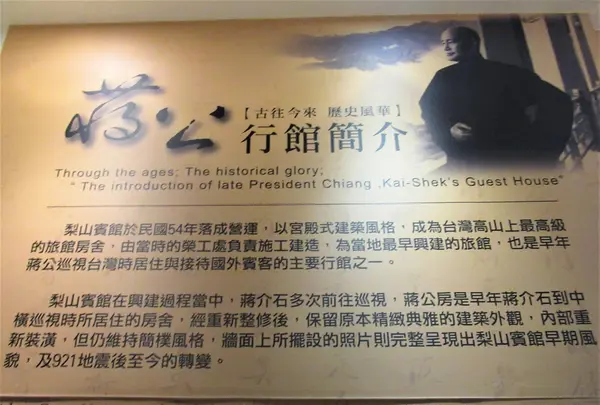 蔣公
【古往今來 歷史風華】
行館簡介
Through the ages; The historical glory;
“ The introduction of late President Chiang ,Kai-Shek's Guest House”
梨山賓館於民國54年落成營運，以宮殿式建築風格，成為台灣高山上最高級
的旅館房舍，由當時的榮工處負責施工建造，為當地最早興建的旅館，也是早年
蔣公巡視台灣時居住與接待國外賓客的主要行館之一。
梨山賓館在興建過程當中，蔣介石多次前往巡視，蔣公房是早年蔣介石到中
橫巡視時所居住的房舍，經重新整修後，保留原本精緻典雅的建築外觀，內部重
新裝潢，但仍維持簡樸風格，牆面上所擺設的照片則完整呈現出梨山賓館早期風
貌，及921地震後至今的轉變。